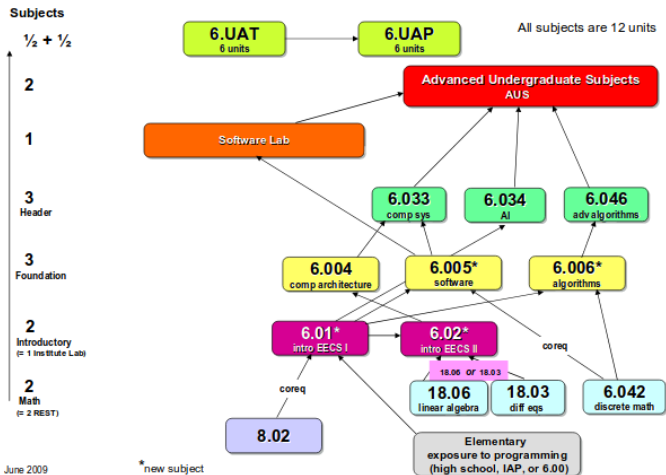 Subjects
½ + ½
6.UAT
6 units
6.UAP
6 units
All subjects are 12 units
2
Advanced Undergraduate Subjects
AUS
1
Software Lab
3
Header
6.033
comp sys
6.034
AI
6.046
adv algorithms
3
Foundation
6.004
comp architecture
6.005*
software
6.006*
algorithms
2
Introductory
(= 1 Institute Lab)
6.01*
intro EECS I
6.02*
intro EECS II
coreq
18.06 or 18.03
2
Math
(= 2 REST)
coreq
18.06
linear algebra
18.03
diff eqs
6.042
discrete math
8.02
Elementary
exposure to programming
(high school, IAP, or 6.00)
June 2009
*new subject